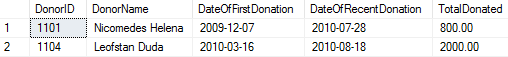 DonorID DonorName DateOfFirstDonation DateOfRecentDonation TotalDonated
1 1101 Nicomedes Helena 2009-12-07 2010-07-28 800.00
2 1104 Leofstan Duda 2010-03-16 2010-08-18 2000.00